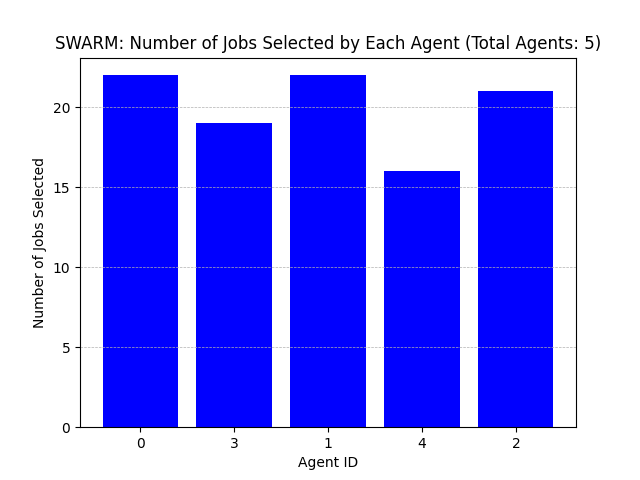 SWARM: Number of Jobs Selected by Each Agent (Total Agents: 5)
Number of Jobs Selected
20
15
10
5
0
0 3 1 4 2
Agent ID